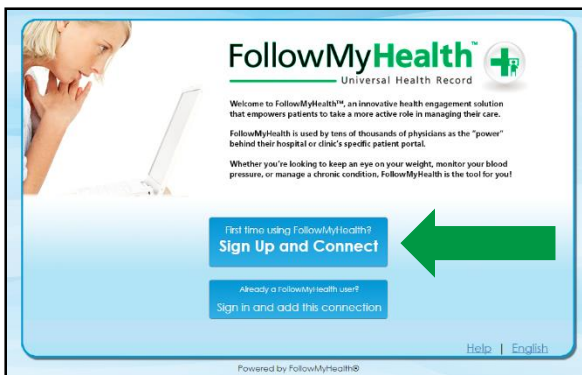 FollowMyHealth™
Universal Health Record
Welcome to FollowMyHealth™, an innovative health engagement solution
that empowers patients to take a more active role in managing their care.
FollowMyHealth is used by tens of thousands of physicians as the "power"
behind their hospital or clinic's specific patient portal.
Whether you're looking to keep an eye on your weight, monitor your blood
pressure, or manage a chronic condition, FollowMyHealth is the tool for you!
First time using FollowMyHealth?
Sign Up and Connect
Already a FollowMyHealth user?
Sign in and add this connection
Help | English
Powered by FollowMyHealth®